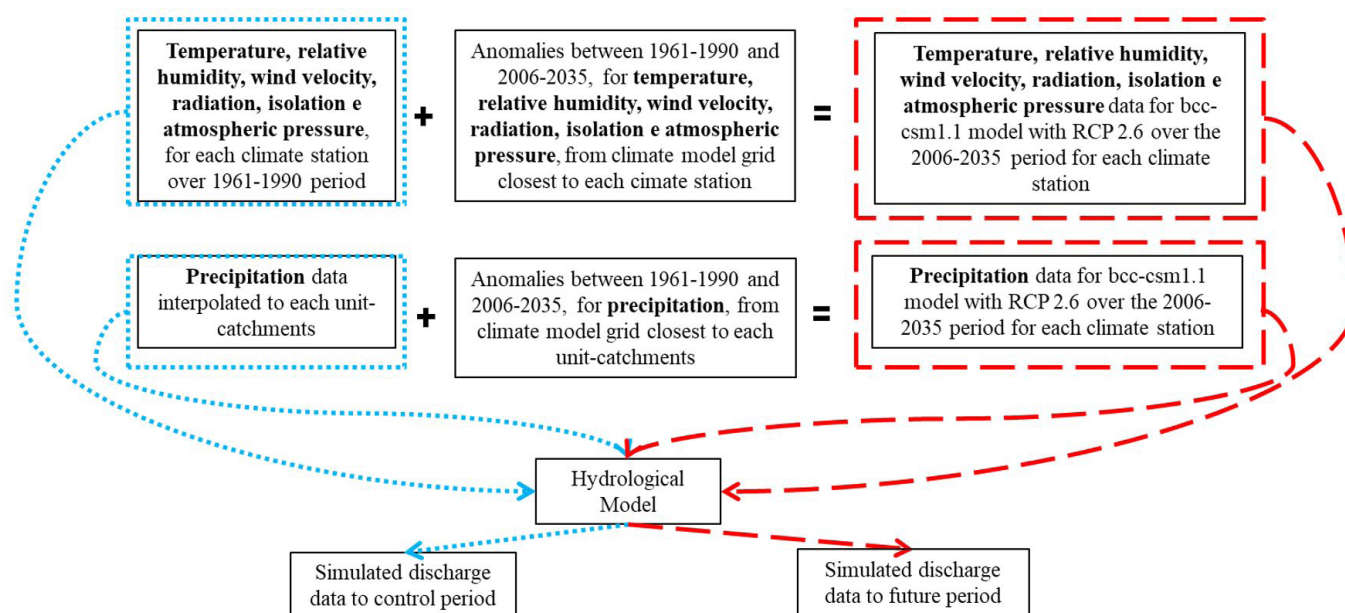 Temperature, relative
humidity, wind velocity,
radiation, isolation e
atmospheric pressure,
for each climate station
over 1961-1990 period
+
Anomalies between 1961-1990 and
2006-2035, for temperature,
relative humidity, wind velocity,
radiation, isolation e atmospheric
pressure, from climate model grid
closest to each cimate station
=
Temperature, relative humidity,
wind velocity, radiation, isolation
e atmospheric pressure data for bcc-
csm1.1 model with RCP 2.6 over the
2006-2035 period for each climate
station
Precipitation data
interpolated to each unit-
catchments
+
Anomalies between 1961-1990 and
2006-2035, for precipitation, from
climate model grid closest to each
unit-catchments
=
Precipitation data for bcc-csm1.1
model with RCP 2.6 over the 2006-
2035 period for each climate station
Hydrological
Model
Simulated discharge
data to control period
Simulated discharge
data to future period